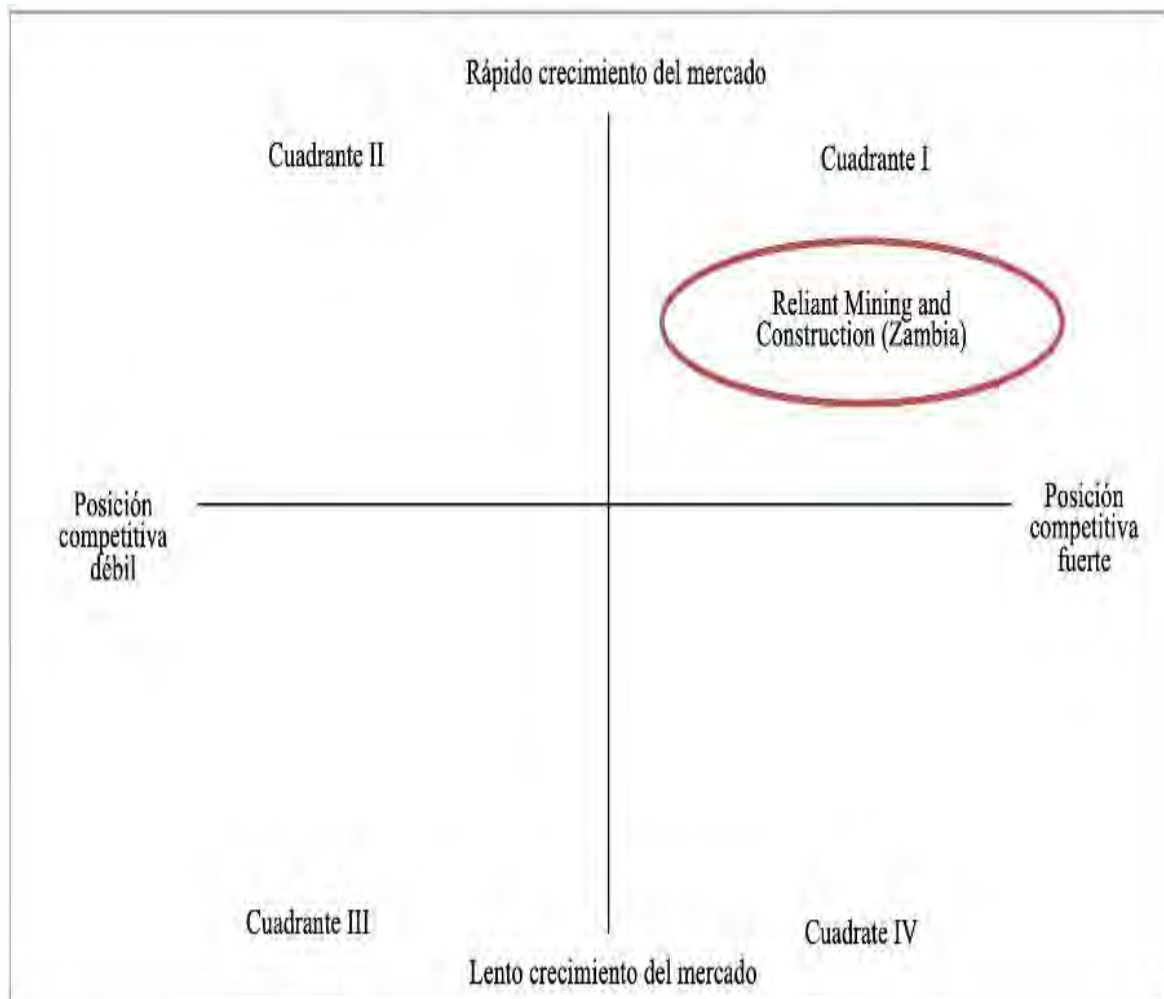 Rápido crecimiento del mercado
Cuadrante II
Cuadrante I
Reliant Mining and
Construction (Zambia)
Posición
competitiva
débil
Posición
competitiva
fuerte
Cuadrante III
Cuadrate IV
Lento crecimiento del mercado